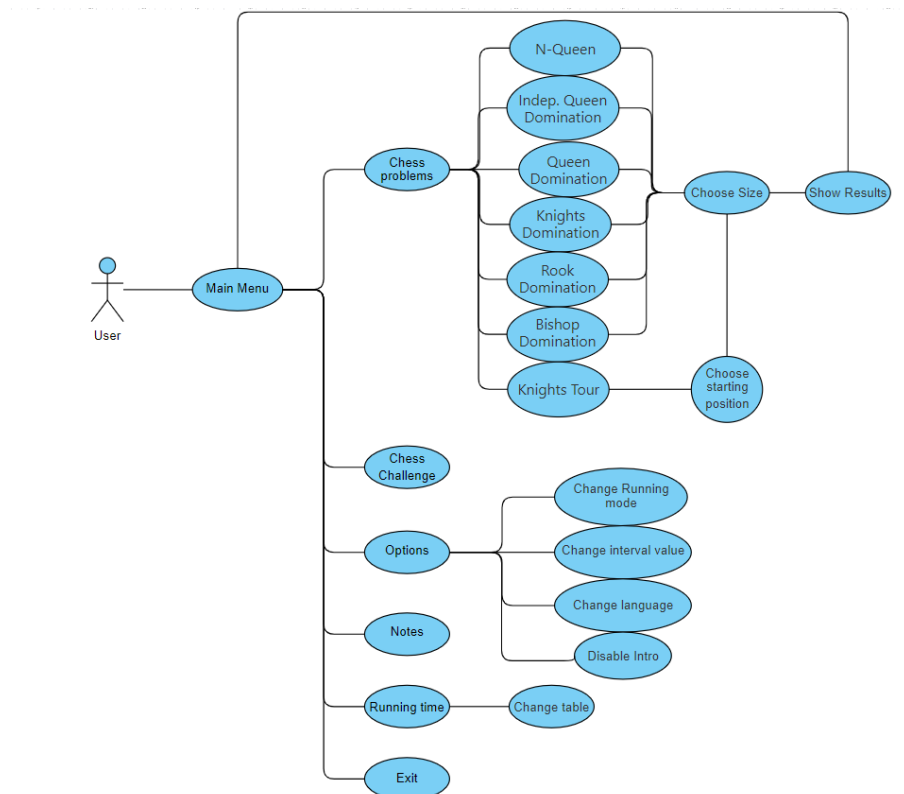 N-Queen
Indep. Queen
Domination
Chess
problems
Queen
Domination
Choose Size
Show Results
Knights
Domination
Main Menu
Rook
Domination
User
Bishop
Domination
Knights Tour
Choose
starting
position
Chess
Challenge
Change Running
mode
Options
Change interval value
Change language
Notes
Disable Intro
Running time
Change table
Exit